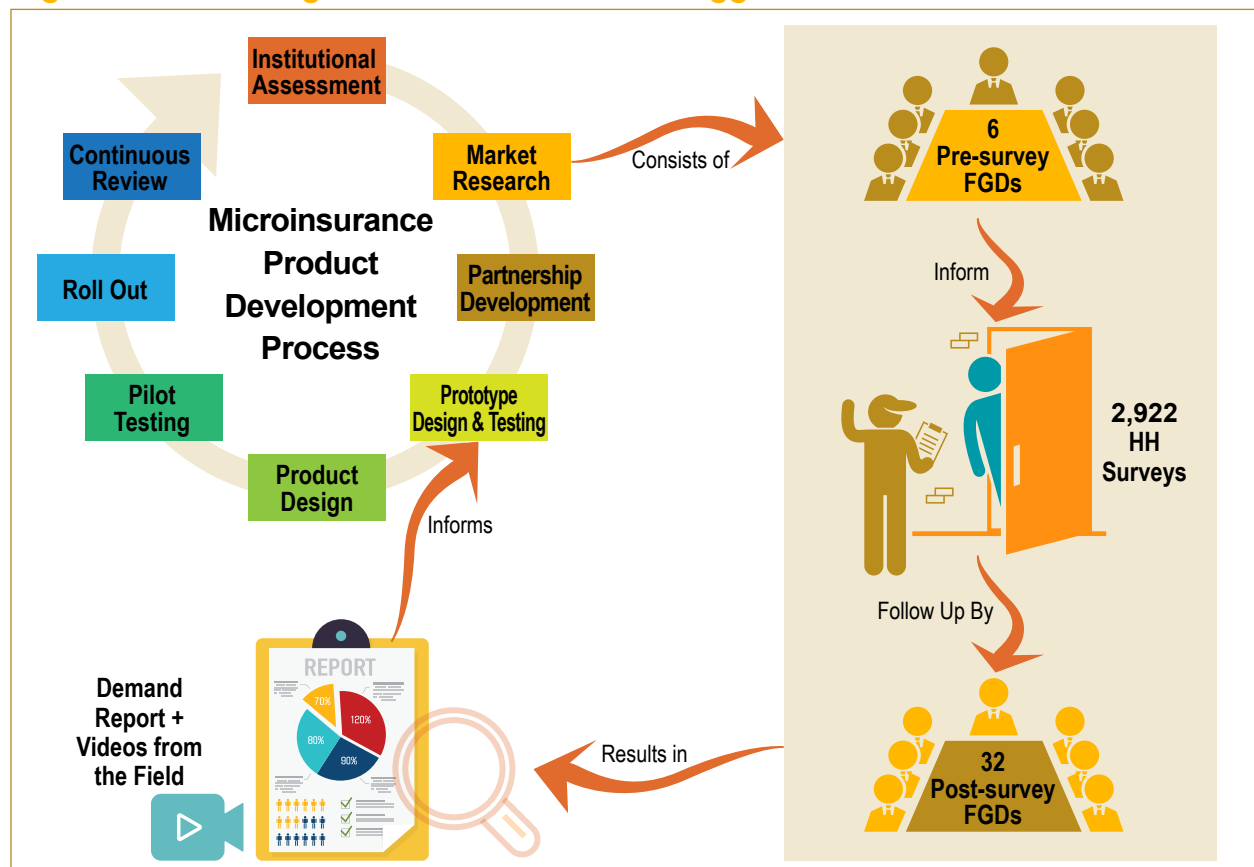 Institutional
Assessment
Market
Research
Partnership
Development
Prototype
Design & Testing
Product
Design
Pilot
Testing
Roll Out
Continuous
Review
Microinsurance
Product
Development
Process
Consists of
6
Pre-survey
FGDs
Inform
2,922
HH
Surveys
Follow Up By
32
Post-survey
FGDs
Results in
Demand
Report +
Videos from
the Field
REPORT
70%
120%
80%
90%
Informs